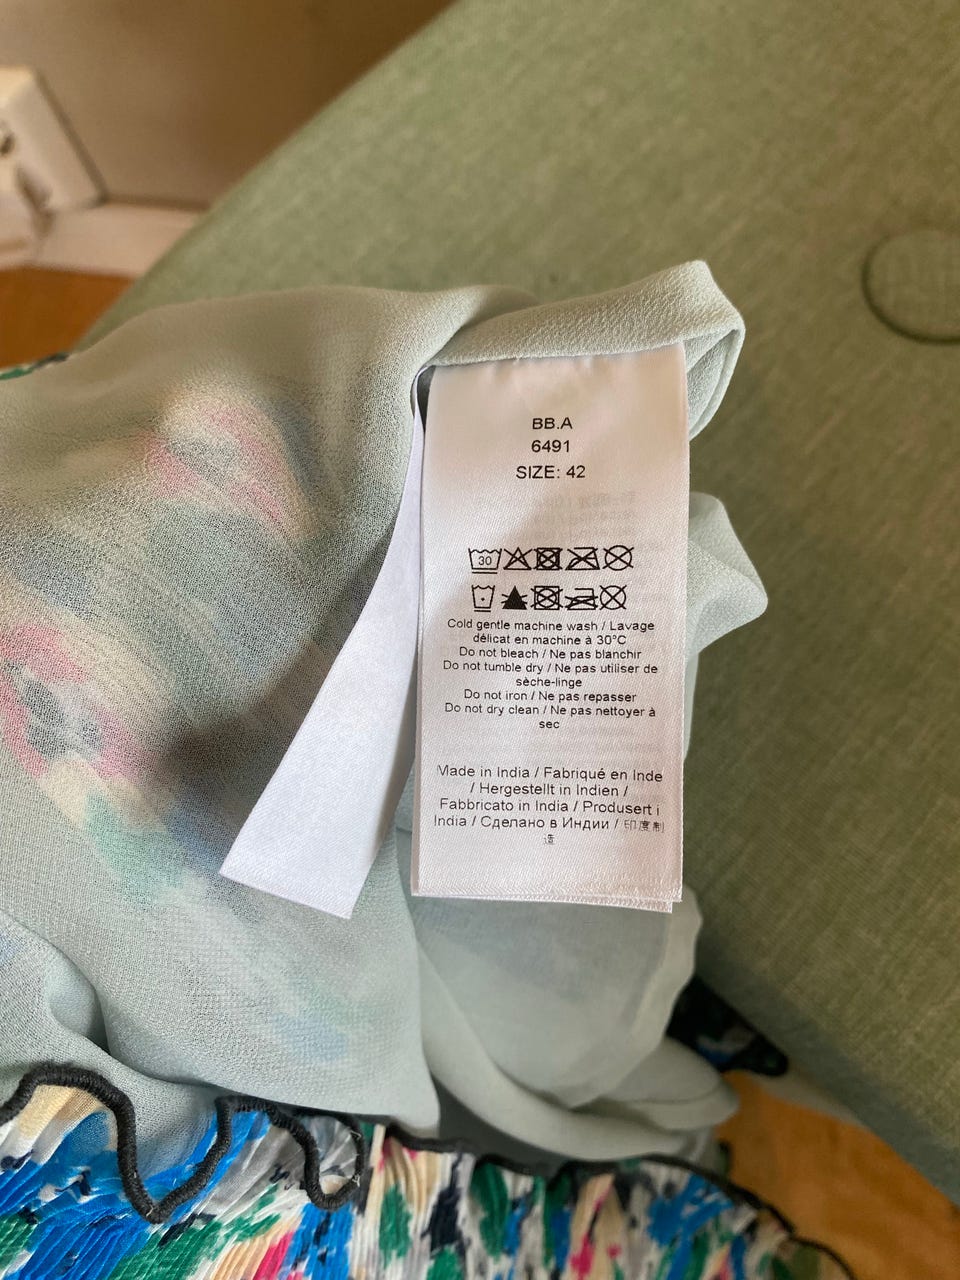 BB.A
6491
SIZE: 42
30
Cold gentle machine wash / Lavage
délicat en machine à 30°C
Do not bleach / Ne pas blanchir
Do not tumble dry / Ne pas utiliser de
sèche-linge
Do not iron / Ne pas repasser
Do not dry clean / Ne pas nettoyer à
sec
Made in India / Fabriqué en Inde
/ Hergestellt in Indien /
Fabbricato in India / Produsert i
India / Сделано в Индии / 印度制
造